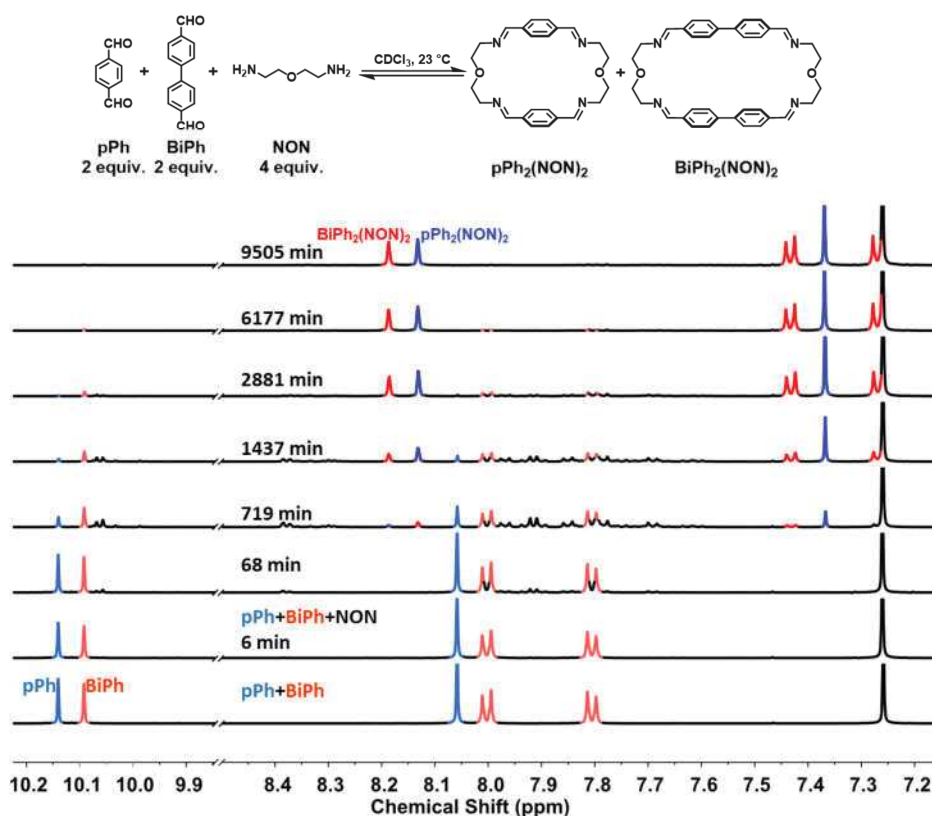 CHO
CHO
CHO
CHO
+
+
H₂N
O
NH₂
CDCl₃, 23 °C
N
N
O
O
N
N
+
N
N
O
O
N
N
pPh
2 equiv.
BiPh
2 equiv.
NON
4 equiv.
pPh₂(NON)₂
BiPh₂(NON)₂
BiPh₂(NON)₂ pPh₂(NON)₂
9505 min
6177 min
2881 min
1437 min
719 min
68 min
pPh+BiPh+NON
6 min
pPh BiPh pPh+BiPh
10.2 10.1 10.0 9.9 8.4 8.3 8.2 8.1 8.0 7.9 7.8 7.7 7.6 7.5 7.4 7.3 7.2
Chemical Shift (ppm)